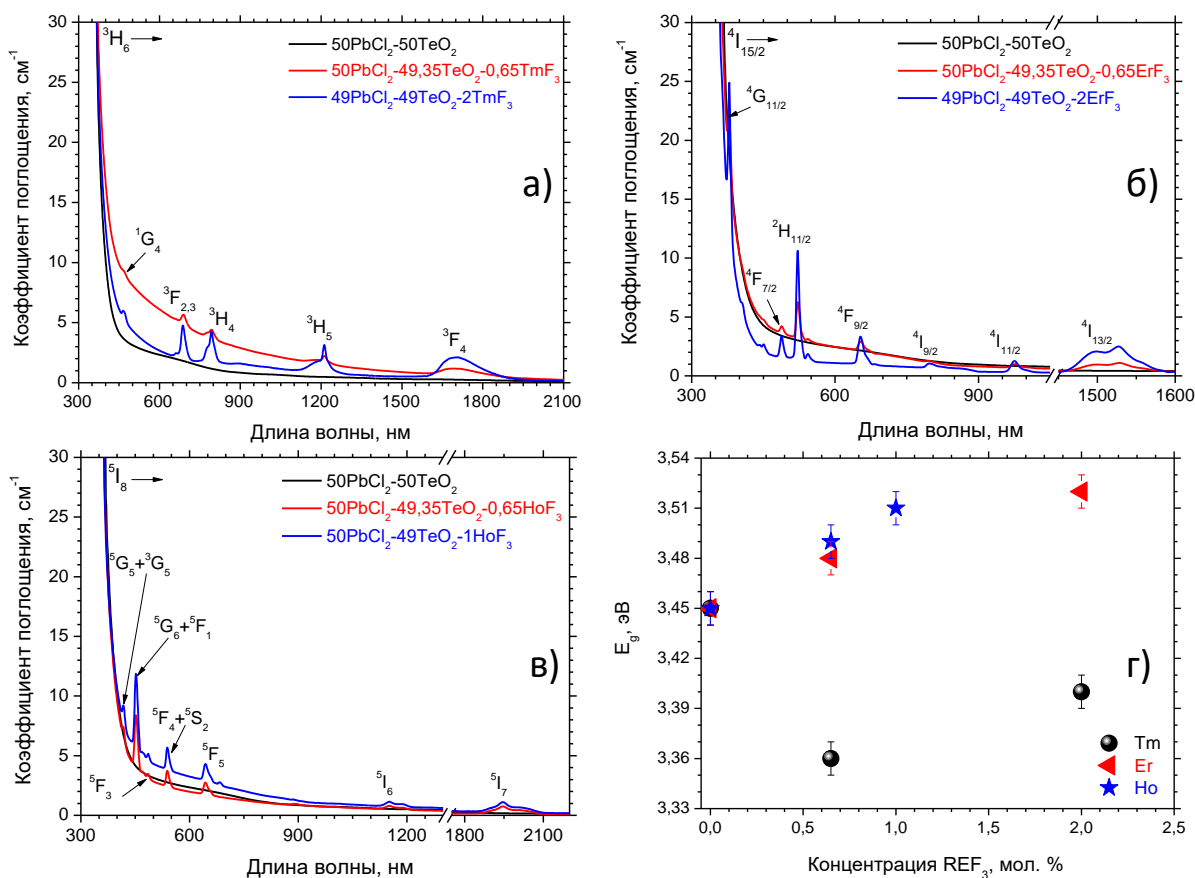 ³H₆
50PbCl₂-50TeO₂
50PbCl₂-49,35TeO₂-0,65TmF₃
49PbCl₂-49TeO₂-2TmF₃
а)
¹G₄
³F₂,₃
³H₄
³H₅
³F₄
Коэффициент поглощения, см⁻¹
30
25
20
15
10
5
0
300 600 900 1200 1500 1800 2100
Длина волны, нм
⁴I₁₅/₂
50PbCl₂-50TeO₂
50PbCl₂-49,35TeO₂-0,65ErF₃
49PbCl₂-49TeO₂-2ErF₃
б)
⁴G₁₁/₂
²H₁₁/₂
⁴F₇/₂
⁴F₉/₂
⁴I₉/₂
⁴I₁₁/₂
⁴I₁₃/₂
Коэффициент поглощения, см⁻¹
30
25
20
15
10
5
0
300 600 900 1500 1600
Длина волны, нм
⁵I₈
50PbCl₂-50TeO₂
50PbCl₂-49,35TeO₂-0,65HoF₃
50PbCl₂-49TeO₂-1HoF₃
в)
⁵G₅+³G₅
⁵G₆+⁵F₁
⁵F₄+⁵S₂
⁵F₅
⁵F₃
⁵I₆
⁵I₇
Коэффициент поглощения, см⁻¹
30
25
20
15
10
5
0
300 600 900 1200 1800 2100
Длина волны, нм
E_g, эВ
3,54
3,51
3,48
3,45
3,42
3,39
3,36
3,33
г)
Tm
Er
Ho
0,0 0,5 1,0 1,5 2,0 2,5
Концентрация REF₃, мол. %